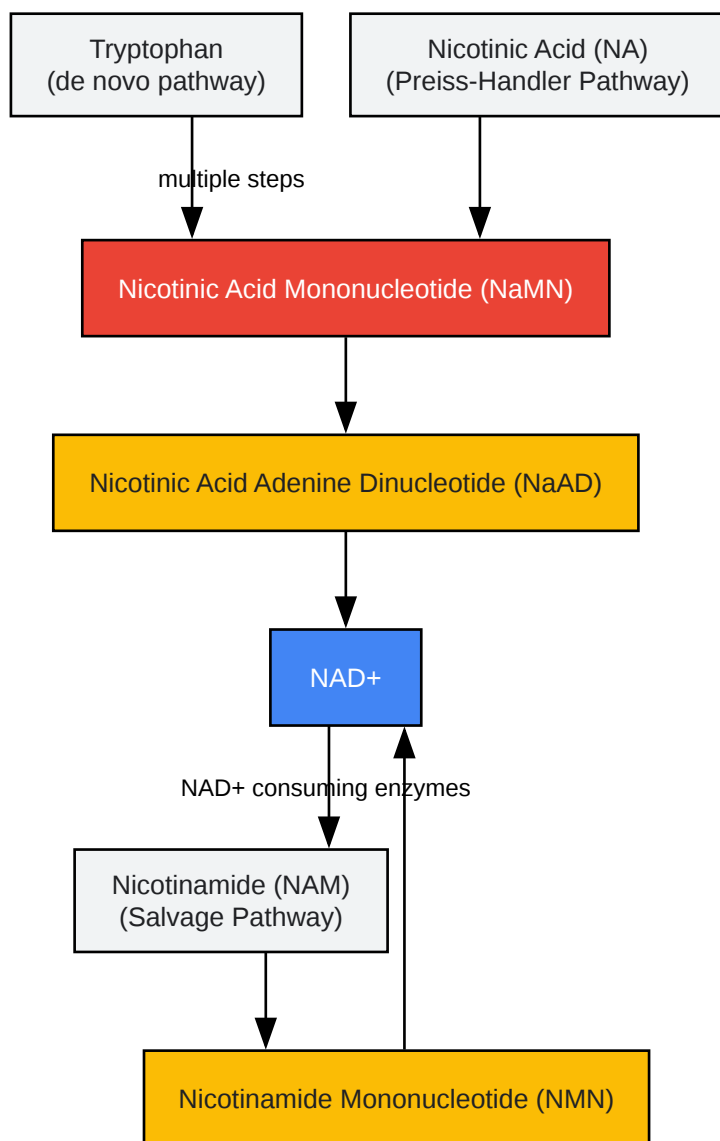 Tryptophan
(de novo pathway)
Nicotinic Acid (NA)
(Preiss-Handler Pathway)
multiple steps
Nicotinic Acid Mononucleotide (NaMN)
Nicotinic Acid Adenine Dinucleotide (NaAD)
NAD+
NAD+ consuming enzymes
Nicotinamide (NAM)
(Salvage Pathway)
Nicotinamide Mononucleotide (NMN)